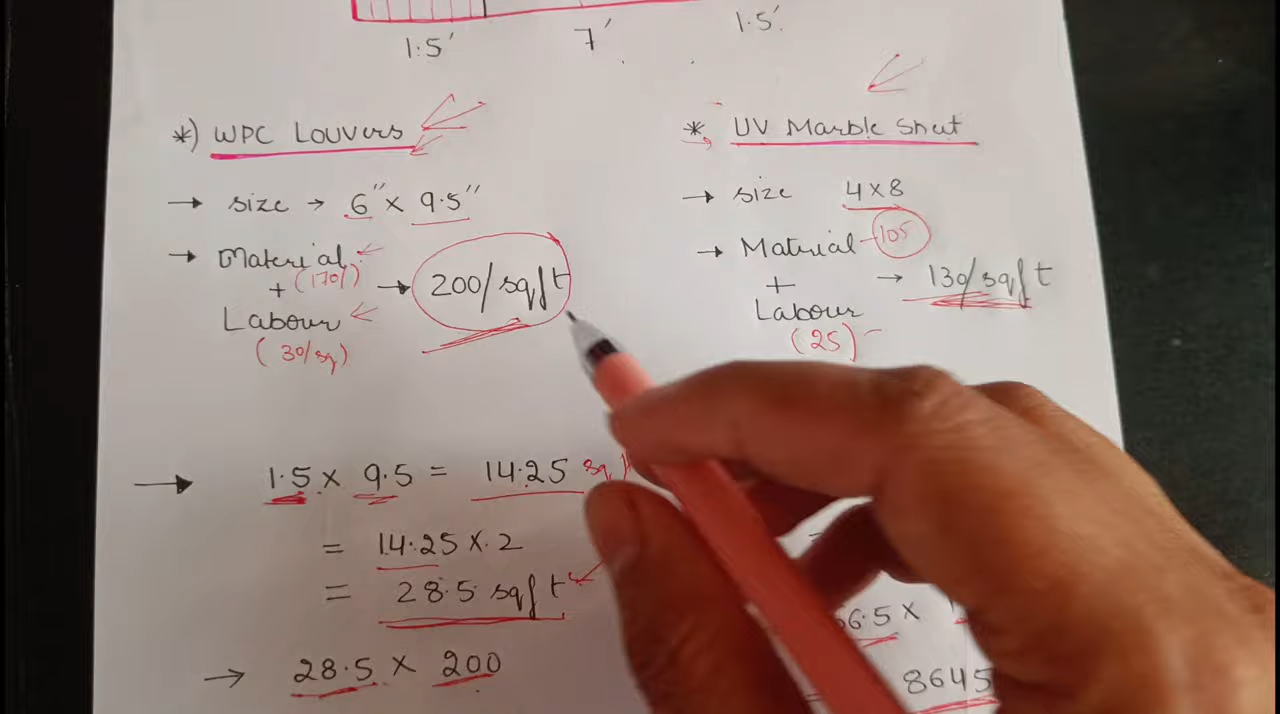 1.5' 7' 1.5'
*) WPC Louvers
→ size → 6" x 9.5"
→ Material (170/)
+
Labour (30/sq)
→ 200/sqft
→ 1.5 x 9.5 = 14.25 sq
= 14.25 x 2
= 28.5 sqft
→ 28.5 x 200
* UV Marble Sheet
→ size 4x8
→ Material - 105
+
Labour (25)
→ 130/sqft
6.5 x
8645